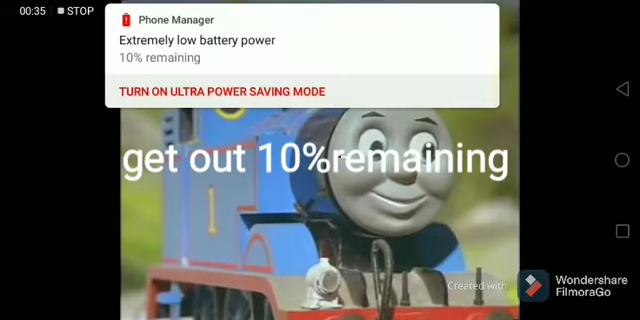 00:35 STOP
Phone Manager
Extremely low battery power
10% remaining
TURN ON ULTRA POWER SAVING MODE
get out 10%remaining
1
Created with
Wondershare
FilmoraGo